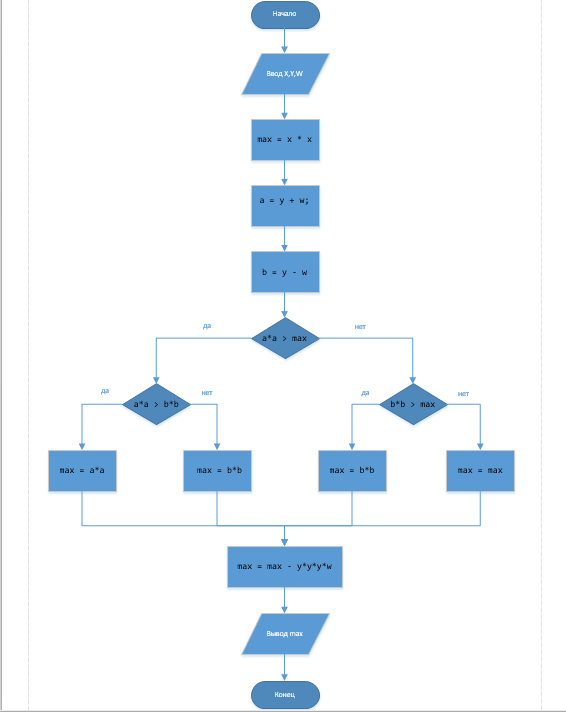 Начало
Ввод X,Y,W
max = x * x
a = y + w;
b = y - w
a*a > max
да
нет
a*a > b*b
да
нет
b*b > max
да
нет
max = a*a
max = b*b
max = b*b
max = max
max = max - y*y*y*w
Вывод max
Конец